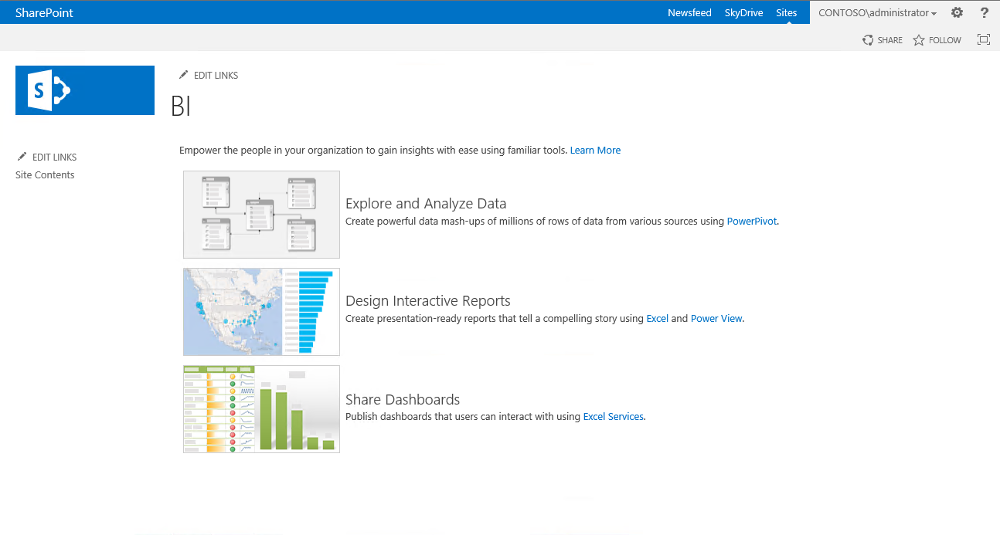 SharePoint
Newsfeed SkyDrive Sites CONTOSO\administrator ?
SHARE FOLLOW
S
EDIT LINKS
BI
EDIT LINKS
Site Contents
Empower the people in your organization to gain insights with ease using familiar tools. Learn More
Explore and Analyze Data
Create powerful data mash-ups of millions of rows of data from various sources using PowerPivot.
Design Interactive Reports
Create presentation-ready reports that tell a compelling story using Excel and Power View.
Share Dashboards
Publish dashboards that users can interact with using Excel Services.